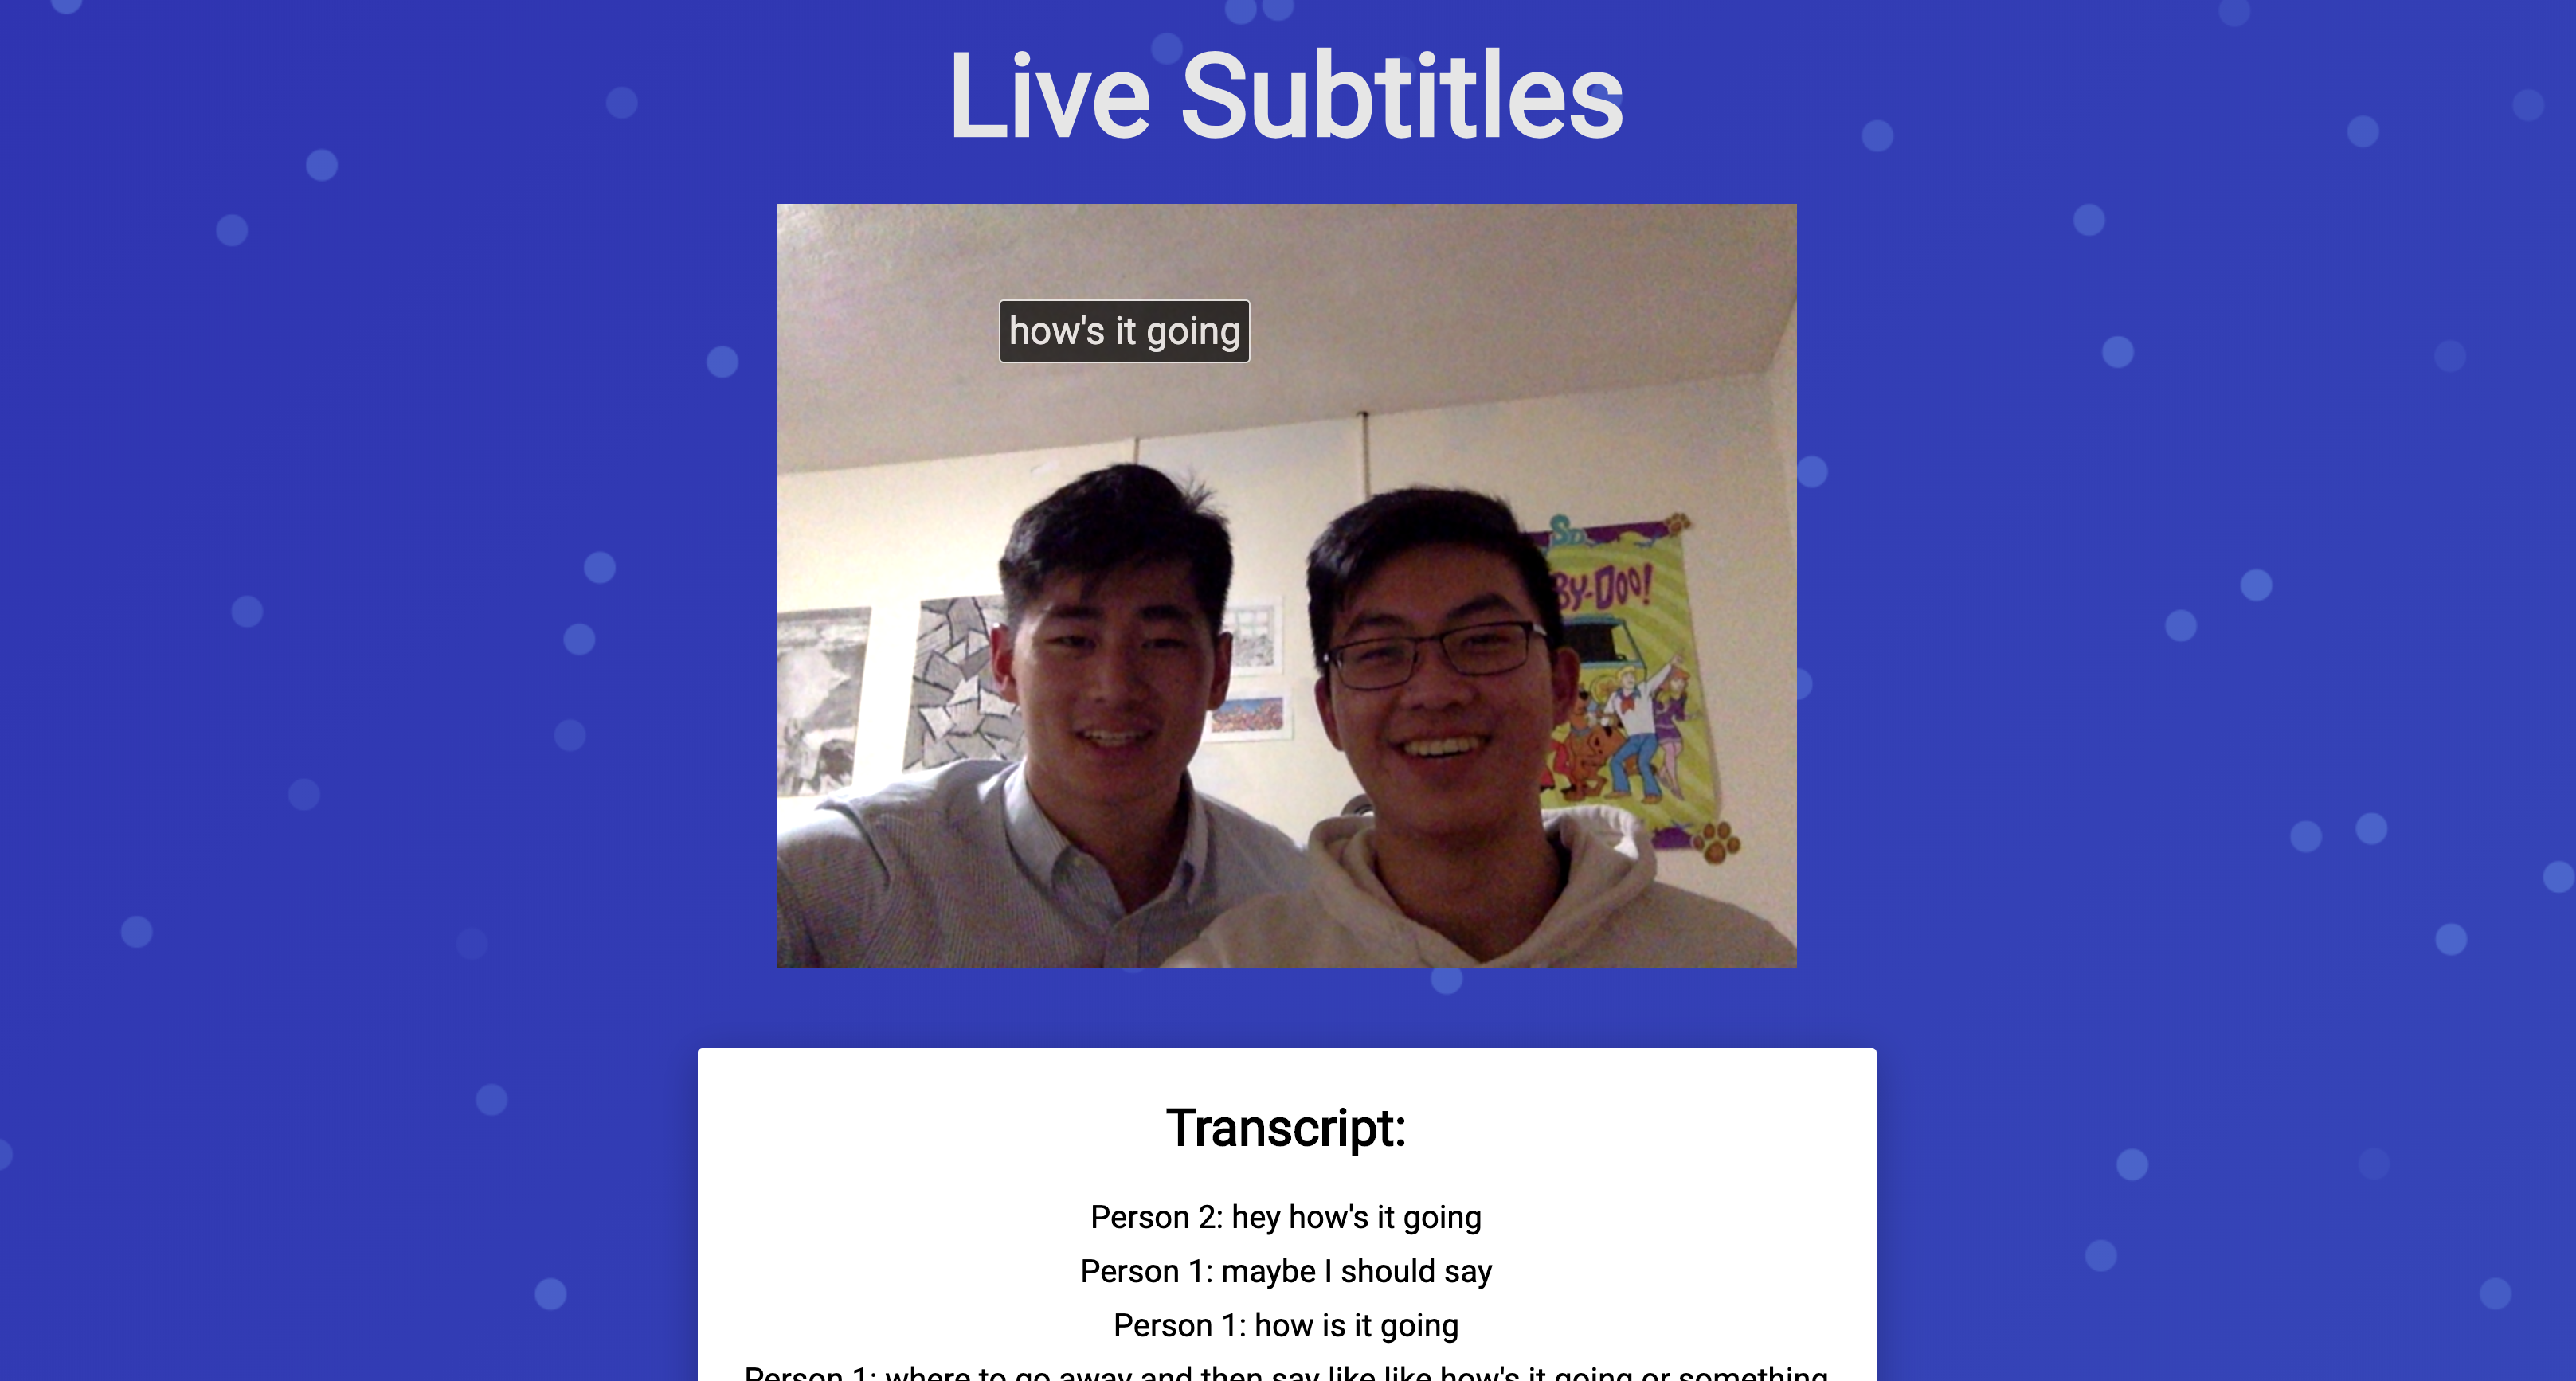 Live Subtitles
how's it going
SD
BY-DOO!
Transcript:
Person 2: hey how's it going
Person 1: maybe I should say
Person 1: how is it going
Person 1: where to go away and then say like like how's it going or something